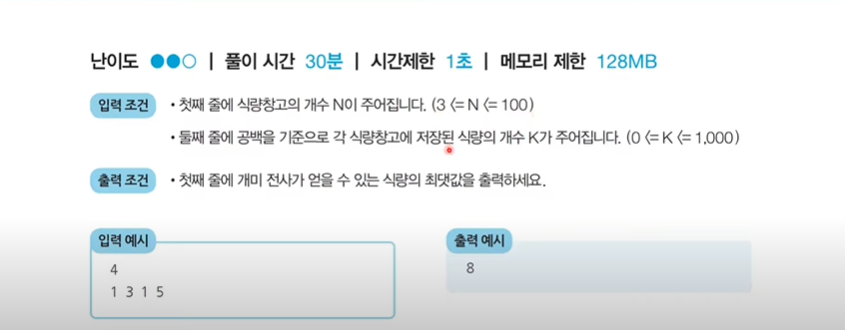 난이도 ●●○ | 풀이 시간 30분 | 시간제한 1초 | 메모리 제한 128MB
입력 조건 • 첫째 줄에 식량창고의 개수 N이 주어집니다. (3 <= N <= 100)
• 둘째 줄에 공백을 기준으로 각 식량창고에 저장된 식량의 개수 K가 주어집니다. (0 <= K <= 1,000)
출력 조건 • 첫째 줄에 개미 전사가 얻을 수 있는 식량의 최댓값을 출력하세요.
입력 예시
4
1 3 1 5
출력 예시
8